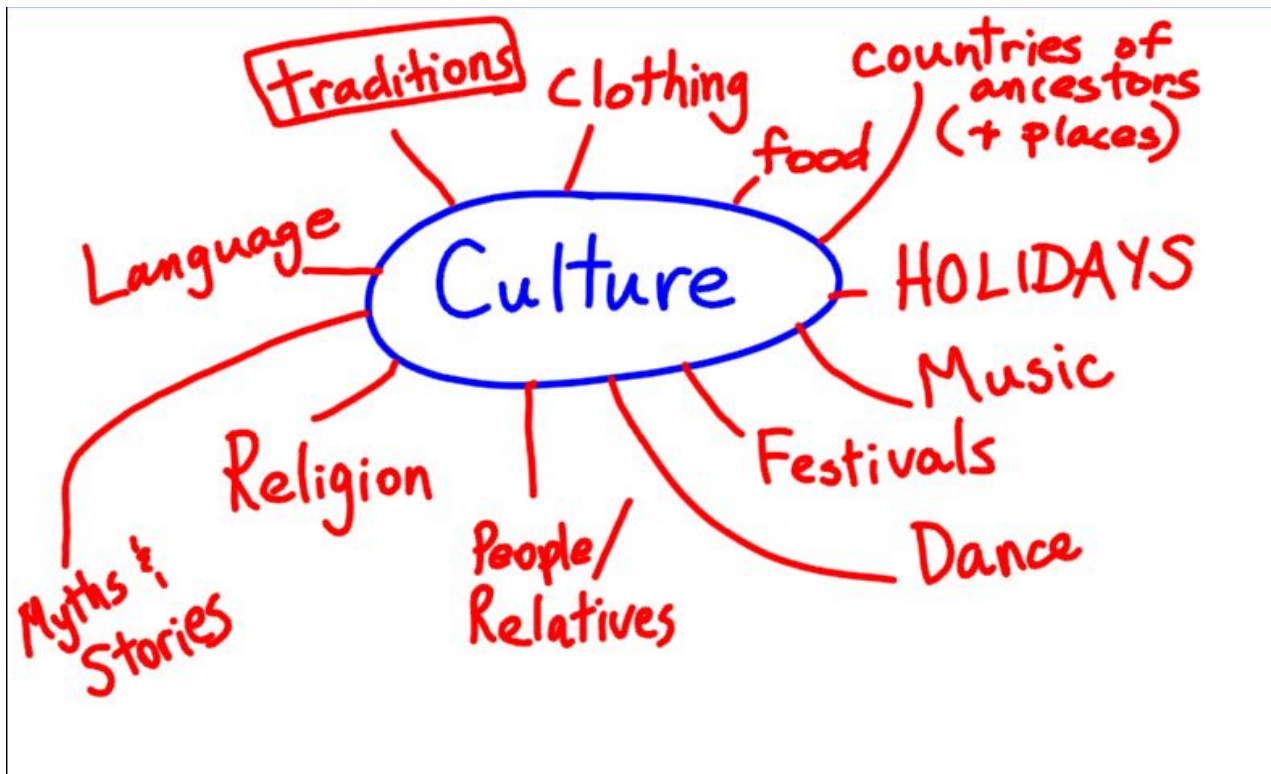 traditions
Clothing
food
countries of
ancestors
(+ places)
Language
Culture
HOLIDAYS
Music
Festivals
Religion
Dance
People/
Relatives
Myths &
Stories